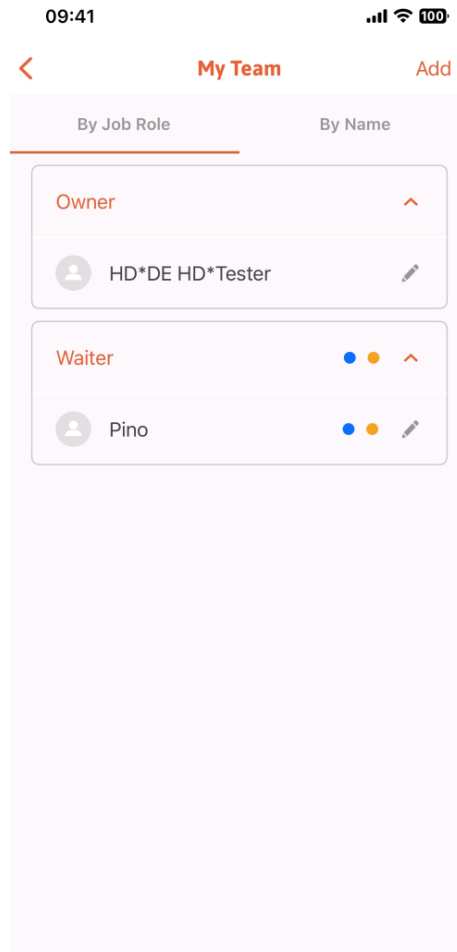 09:41
100
My Team
Add
By Job Role
By Name
Owner
HD*DE HD*Tester
Waiter
Pino